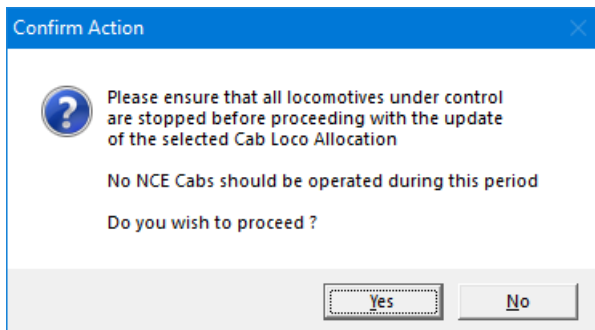 Confirm Action
Please ensure that all locomotives under control
are stopped before proceeding with the update
of the selected Cab Loco Allocation
No NCE Cabs should be operated during this period
Do you wish to proceed ?
Yes
No